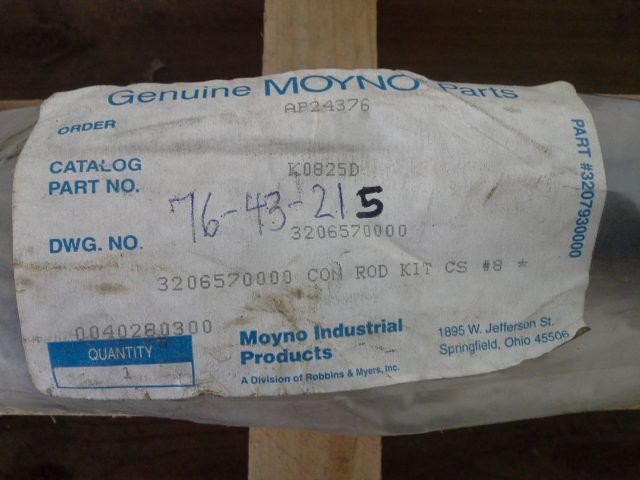 Genuine MOYNO® Parts
ORDER AP24376
CATALOG
PART NO. K0825D
76-43-215
DWG. NO. 3206570000
3206570000 CON ROD KIT CS #8 *
0040280300
QUANTITY
1
Moyno Industrial
Products
A Division of Robbins & Myers, Inc.
1895 W. Jefferson St.
Springfield, Ohio 45506
PART #3207930000